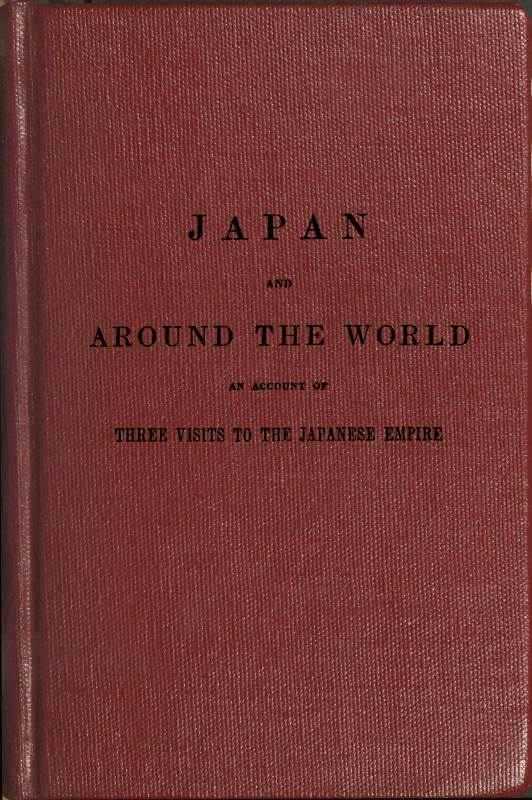 JAPAN
AND
AROUND THE WORLD
AN ACCOUNT OF
THREE VISITS TO THE JAPANESE EMPIRE